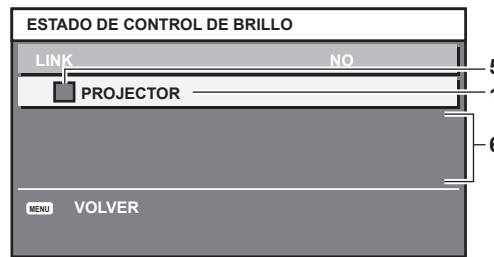 ESTADO DE CONTROL DE BRILLO
LINK NO
5
PROJECTOR 1
6
MENU VOLVER